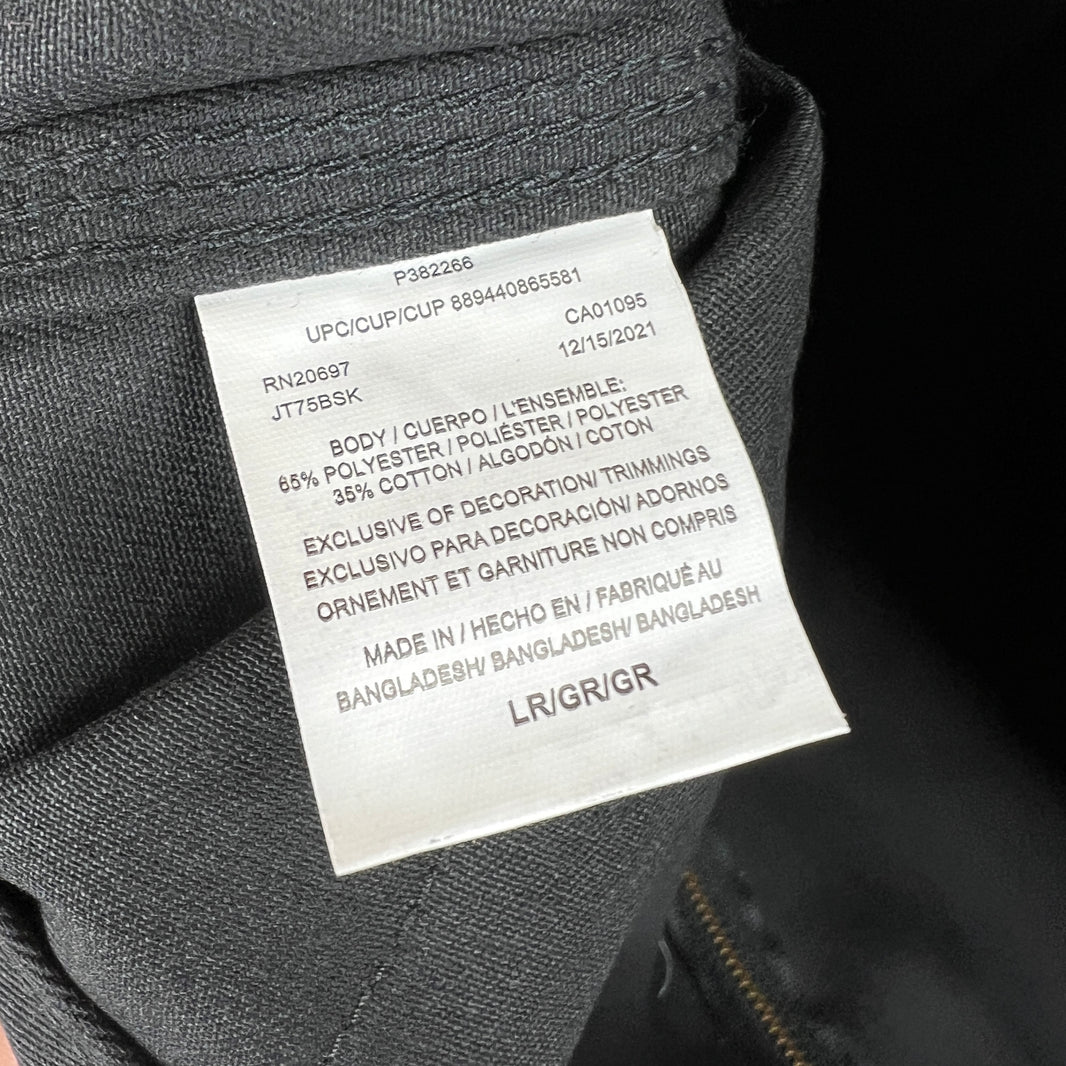 P382266
UPC/CUP/CUP 889440865581
RN20697 CA01095
JT75BSK 12/15/2021
BODY / CUERPO / L'ENSEMBLE:
65% POLYESTER / POLIÉSTER / POLYESTER
35% COTTON / ALGODÓN / COTON
EXCLUSIVE OF DECORATION/ TRIMMINGS
EXCLUSIVO PARA DECORACIÓN/ ADORNOS
ORNEMENT ET GARNITURE NON COMPRIS
MADE IN / HECHO EN / FABRIQUÉ AU
BANGLADESH/ BANGLADESH/ BANGLADESH
LR/GR/GR